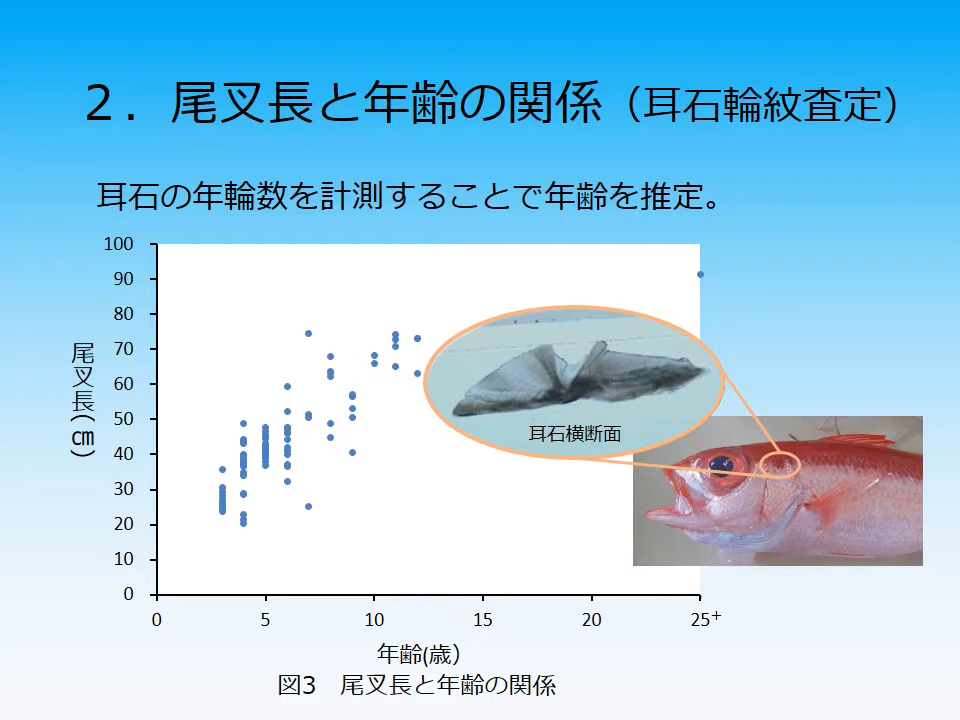 ２．尾叉長と年齢の関係（耳石輪紋査定）
耳石の年輪数を計測することで年齢を推定。
100
90
80
70
60
50
40
30
20
10
0
尾叉長(㎝)
耳石横断面
0 5 10 15 20 25⁺
年齢(歳）
図3　尾叉長と年齢の関係